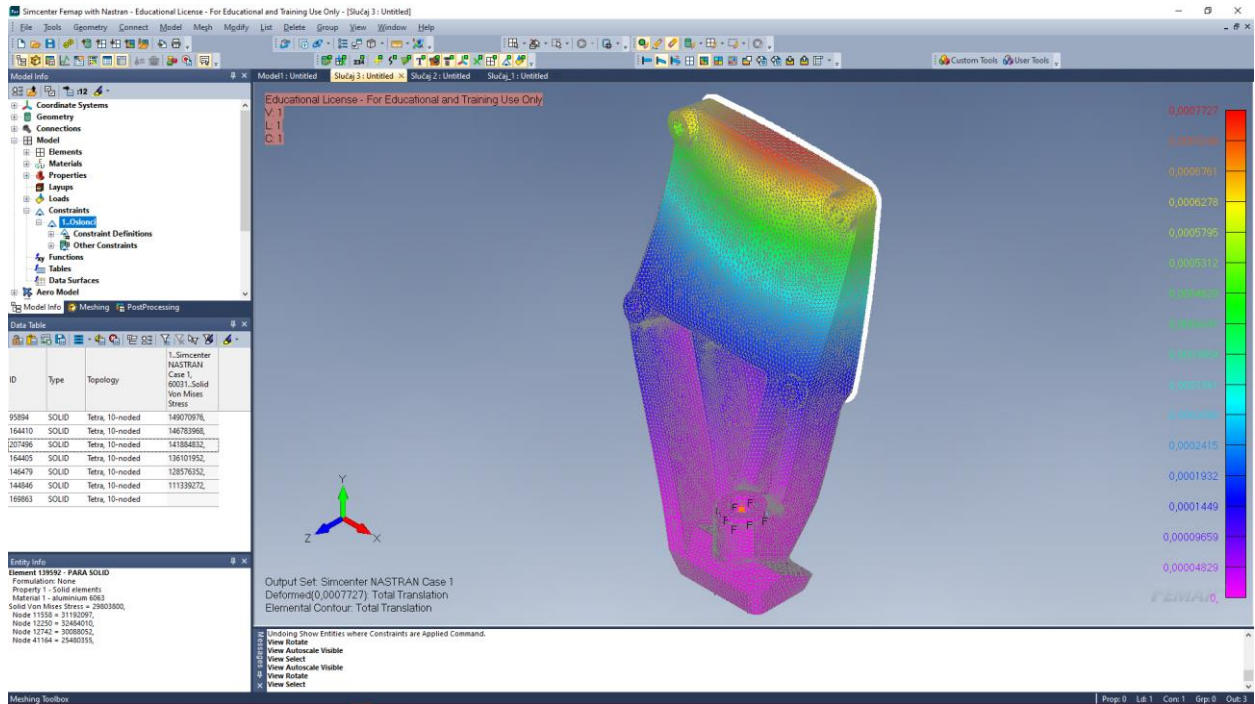 Simcenter Femap with Nastran - Educational License - For Educational and Training Use Only - [Slučaj 3 : Untitled]
File Tools Geometry Connect Model Mesh Modify List Delete Group View Window Help
Custom Tools User Tools
Model Info
Model1 : Untitled Slučaj 3 : Untitled Slučaj 2 : Untitled Slučaj_1 : Untitled
Coordinate Systems
Geometry
Connections
Model
Elements
Materials
Properties
Layups
Loads
Constraints
1..Oslonci
Constraint Definitions
Other Constraints
Functions
Tables
Data Surfaces
Aero Model
Model Info Meshing PostProcessing
Data Table
ID Type Topology 1..Simcenter NASTRAN Case 1, 60031..Solid Von Mises Stress
95894 SOLID Tetra, 10-noded 149070976,
164410 SOLID Tetra, 10-noded 146783968,
207496 SOLID Tetra, 10-noded 141884832,
164405 SOLID Tetra, 10-noded 136101952,
146479 SOLID Tetra, 10-noded 128576352,
144846 SOLID Tetra, 10-noded 111339272,
169863 SOLID Tetra, 10-noded
Entity Info
Element 139592 - PARA SOLID
Formulation: None
Property 1 - Solid elements
Material 1 - aluminium 6063
Solid Von Mises Stress = 29803800,
Node 11558 = 31192097,
Node 12250 = 32484010,
Node 12742 = 30088052,
Node 41164 = 25480355,
Educational License - For Educational and Training Use Only
V: 1
L: 1
C: 1
0,0007727
0,0006761
0,0006278
0,0005795
0,0005312
0,0002415
0,0001932
0,0001449
0,00009659
0,00004829
0,
FEMAP
F F
F F
F F
Y
Z X
Output Set: Simcenter NASTRAN Case 1
Deformed(0,0007727): Total Translation
Elemental Contour: Total Translation
Messages
Undoing Show Entities where Constraints are Applied Command.
View Rotate
View Autoscale Visible
View Select
View Autoscale Visible
View Rotate
View Select
Meshing Toolbox
Prop: 0 Ld: 1 Con: 1 Grp: 0 Out: 3